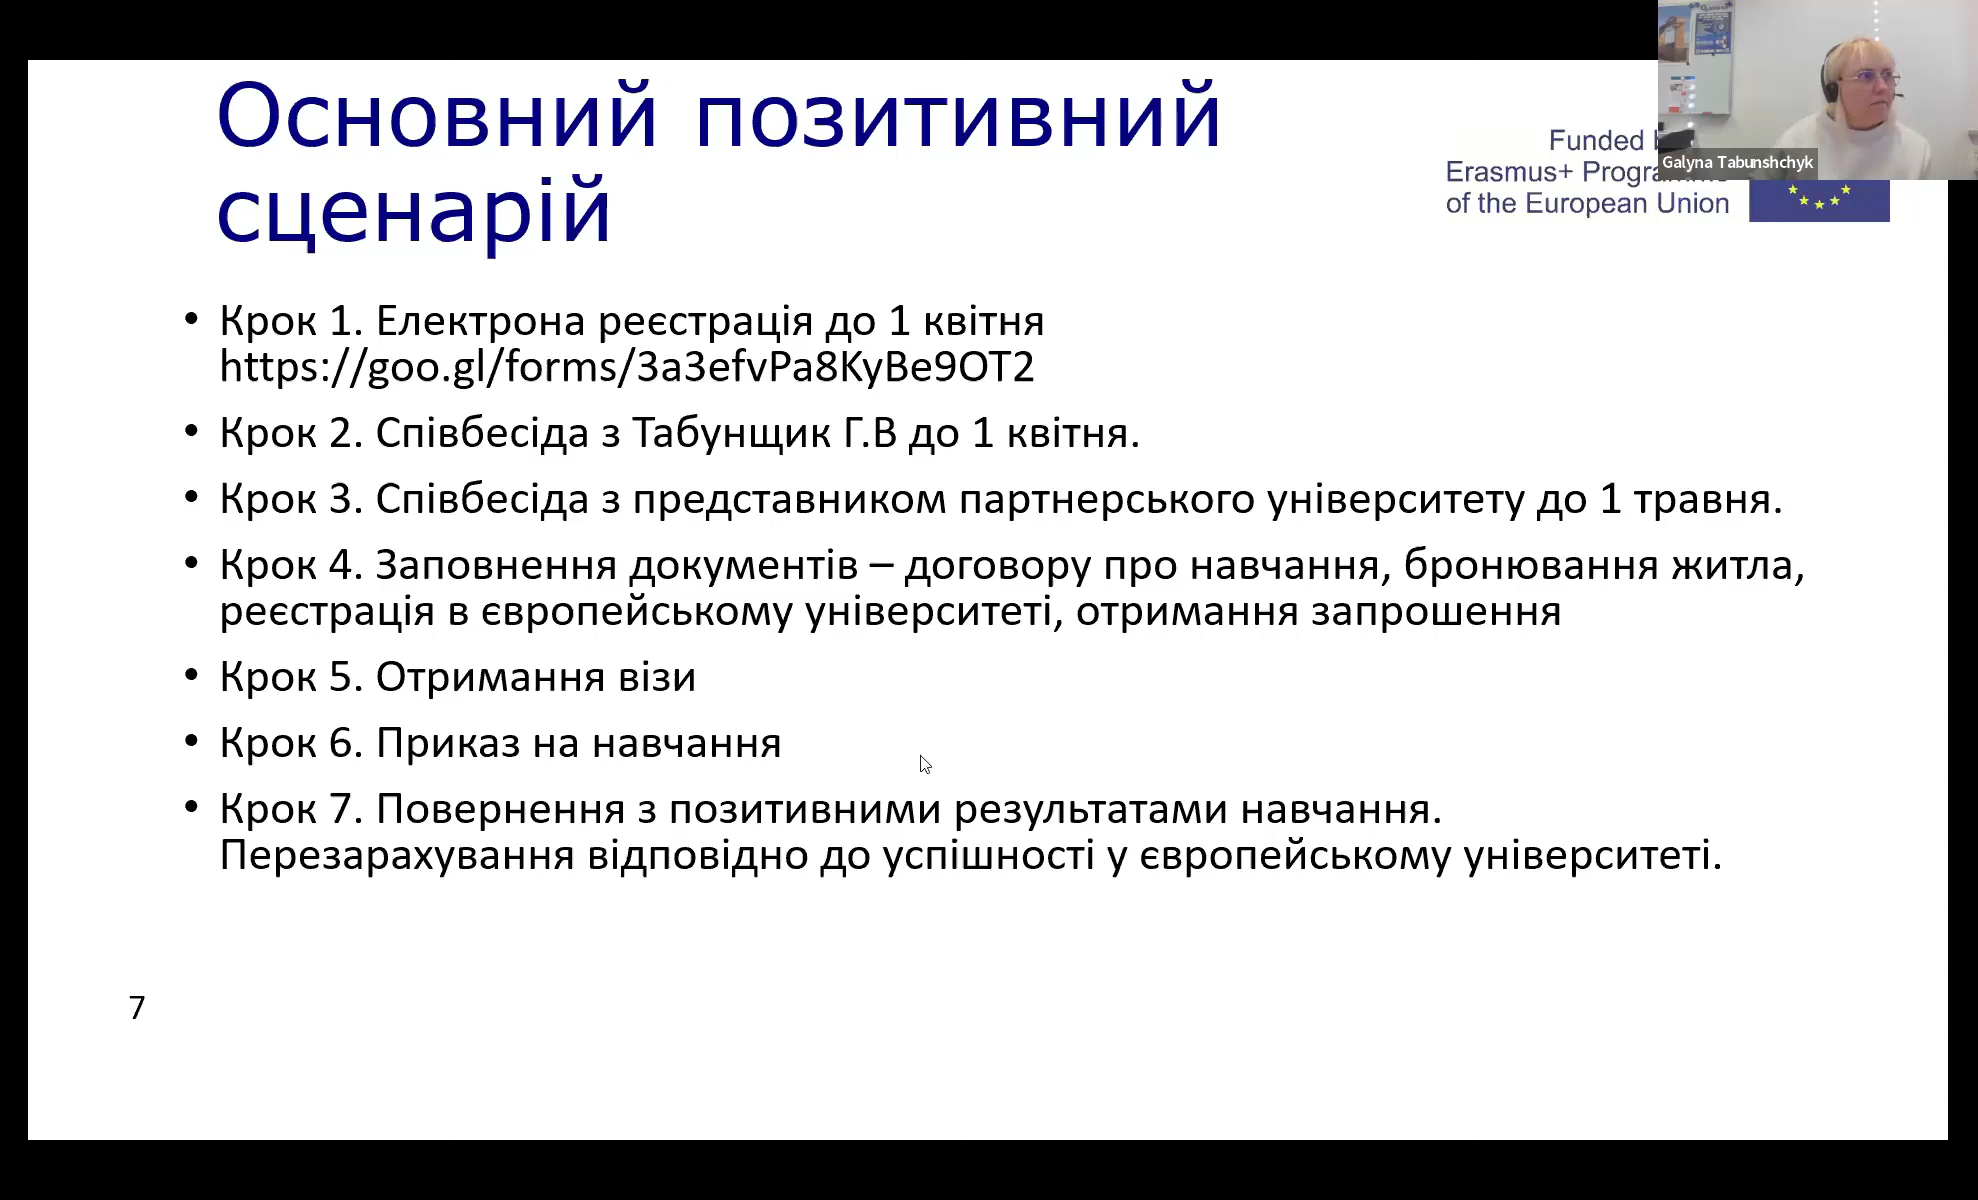 Основний позитивний
сценарій
Funded
Erasmus+
of the European Union
Galyna Tabunshchyk
• Крок 1. Електрона реєстрація до 1 квітня
https://goo.gl/forms/3a3efvPa8KyBe9OT2
• Крок 2. Співбесіда з Табунщик Г.В до 1 квітня.
• Крок 3. Співбесіда з представником партнерського університету до 1 травня.
• Крок 4. Заповнення документів – договору про навчання, бронювання житла,
реєстрація в європейському університеті, отримання запрошення
• Крок 5. Отримання візи
• Крок 6. Приказ на навчання
• Крок 7. Повернення з позитивними результатами навчання.
Перезарахування відповідно до успішності у європейському університеті.
7